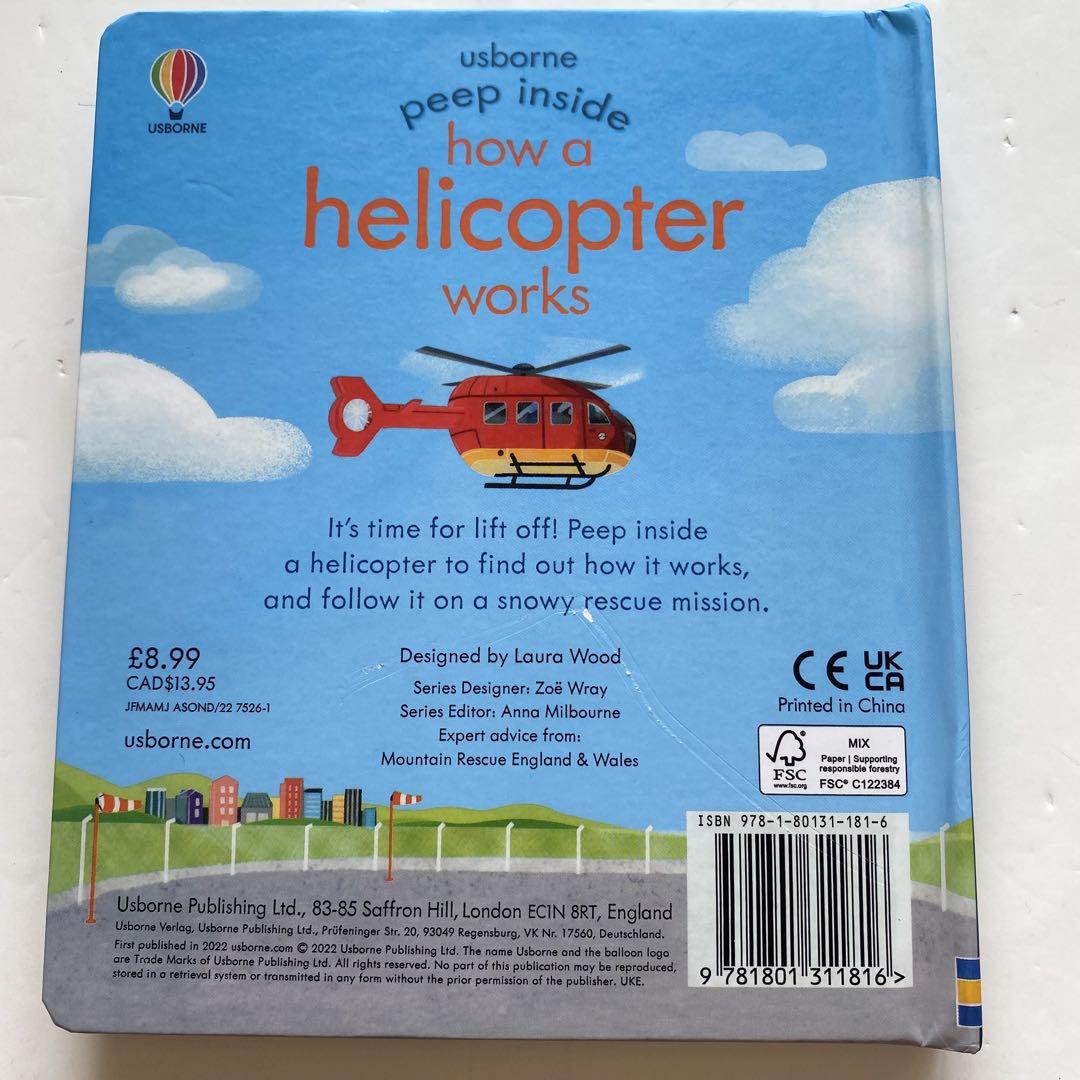 USBORNE
usborne
peep inside
how a
helicopter
works
It's time for lift off! Peep inside
a helicopter to find out how it works,
and follow it on a snowy rescue mission.
£8.99
CAD$13.95
JFMAMJ ASOND/22 7526-1
usborne.com
Designed by Laura Wood
Series Designer: Zoë Wray
Series Editor: Anna Milbourne
Expert advice from:
Mountain Rescue England & Wales
CE UK
CA
Printed in China
FSC
www.fsc.org
MIX
Paper | Supporting
responsible forestry
FSC® C122384
ISBN 978-1-80131-181-6
9 781801 311816 >
Usborne Publishing Ltd., 83-85 Saffron Hill, London EC1N 8RT, England
Usborne Verlag, Usborne Publishing Ltd., Prüfeninger Str. 20, 93049 Regensburg, VK Nr. 17560, Deutschland.
First published in 2022 usborne.com © 2022 Usborne Publishing Ltd. The name Usborne and the balloon logo
are Trade Marks of Usborne Publishing Ltd. All rights reserved. No part of this publication may be reproduced,
stored in a retrieval system or transmitted in any form without the prior permission of the publisher. UKE.